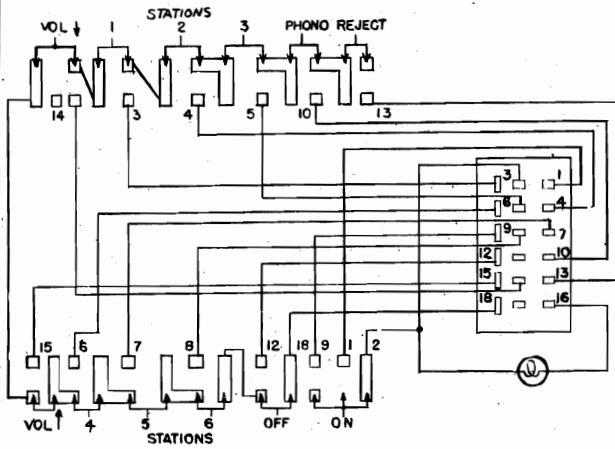 STATIONS
VOL ↓ 1 2 3 PHONO REJECT
14 3 4 5 10 13
3 1
6 4
9 7
12 10
15 13
18 16
15 6 7 8 12 18 9 1 2
VOL ↑ 4 5 6 OFF ON
STATIONS